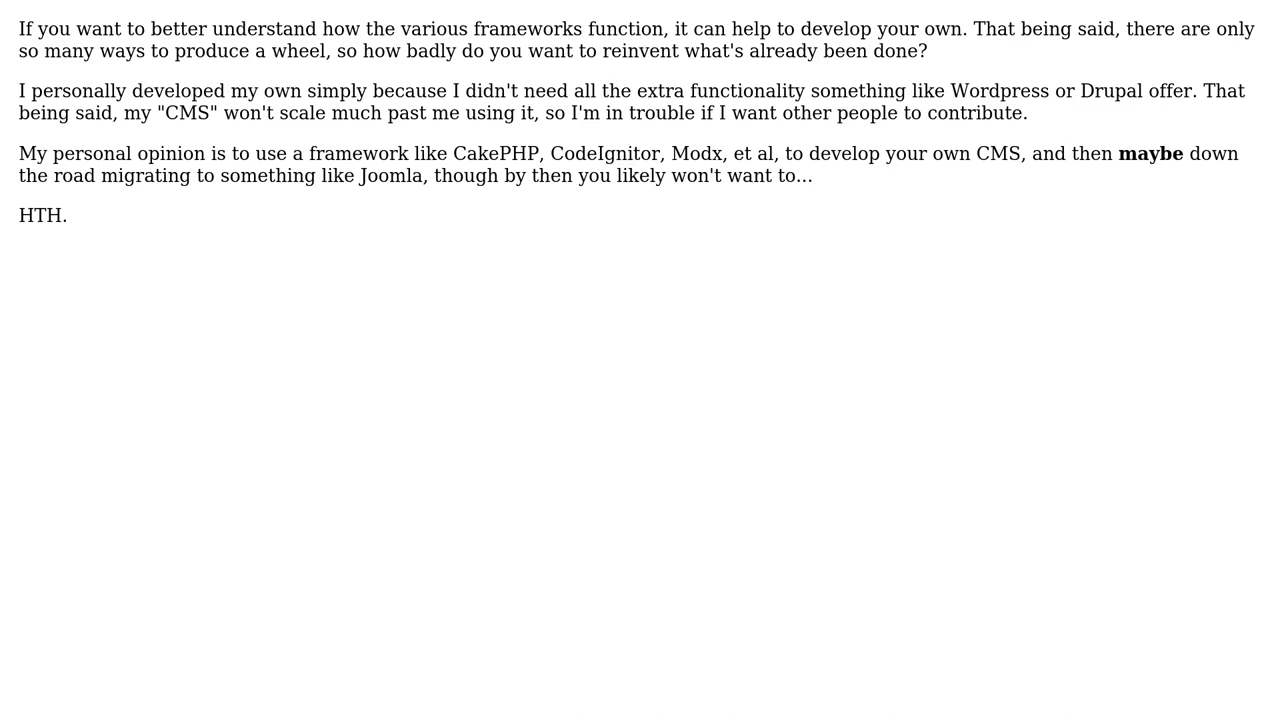 If you want to better understand how the various frameworks function, it can help to develop your own. That being said, there are only
so many ways to produce a wheel, so how badly do you want to reinvent what's already been done?
I personally developed my own simply because I didn't need all the extra functionality something like Wordpress or Drupal offer. That
being said, my "CMS" won't scale much past me using it, so I'm in trouble if I want other people to contribute.
My personal opinion is to use a framework like CakePHP, CodeIgnitor, Modx, et al, to develop your own CMS, and then maybe down
the road migrating to something like Joomla, though by then you likely won't want to...
HTH.